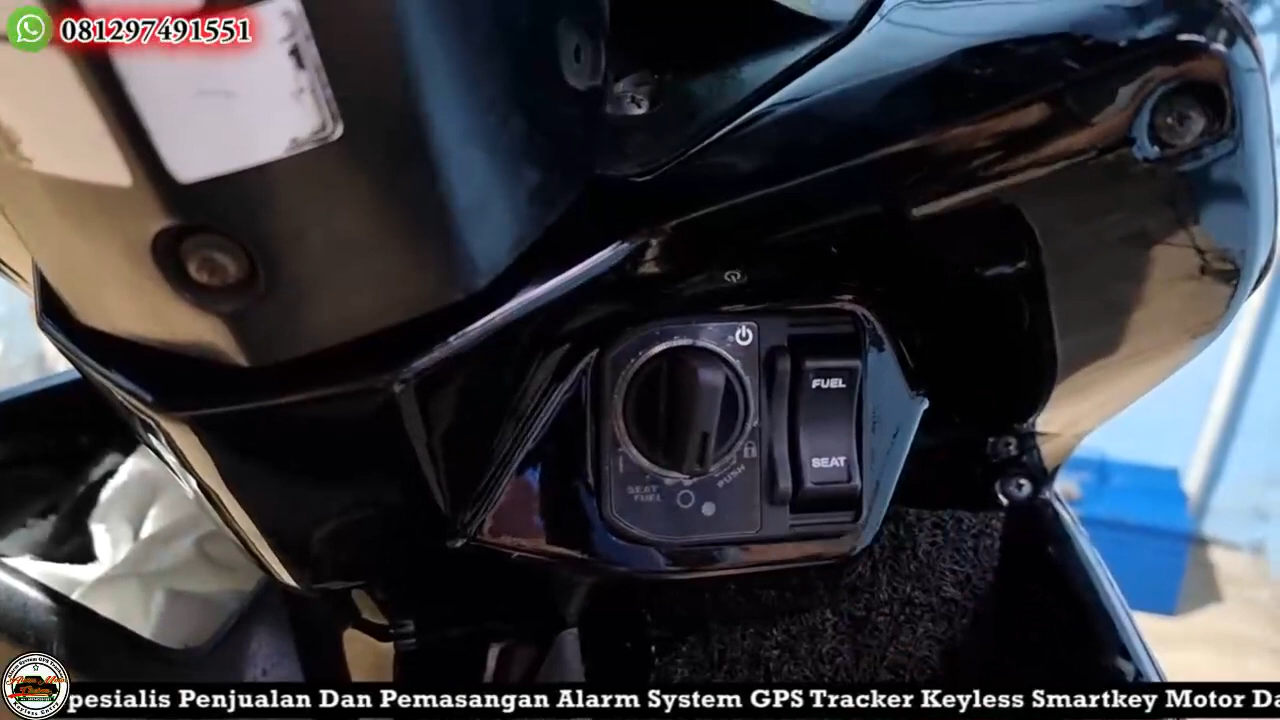 081297491551
FUEL
SEAT
PUSH
SEAT
FUEL
pesialis Penjualan Dan Pemasangan Alarm System GPS Tracker Keyless Smartkey Motor Da